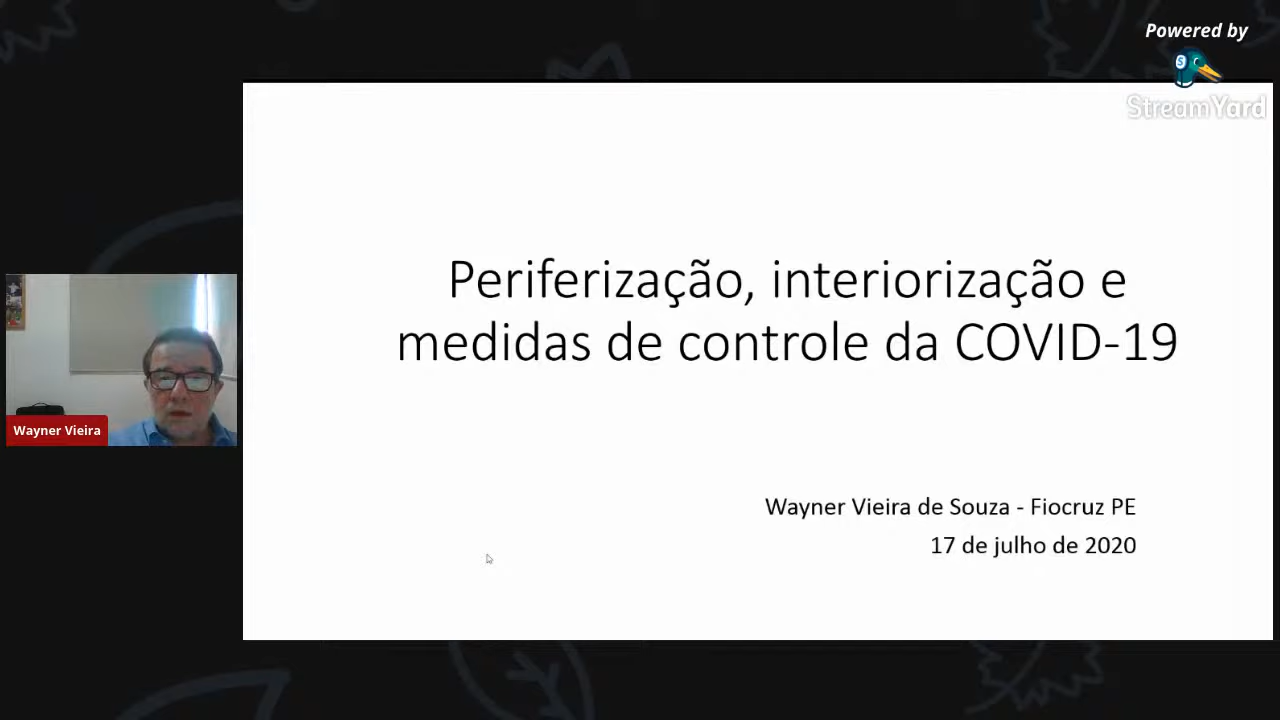 Powered by
StreamYard
Periferização, interiorização e
medidas de controle da COVID-19
Wayner Vieira
Wayner Vieira de Souza - Fiocruz PE
17 de julho de 2020